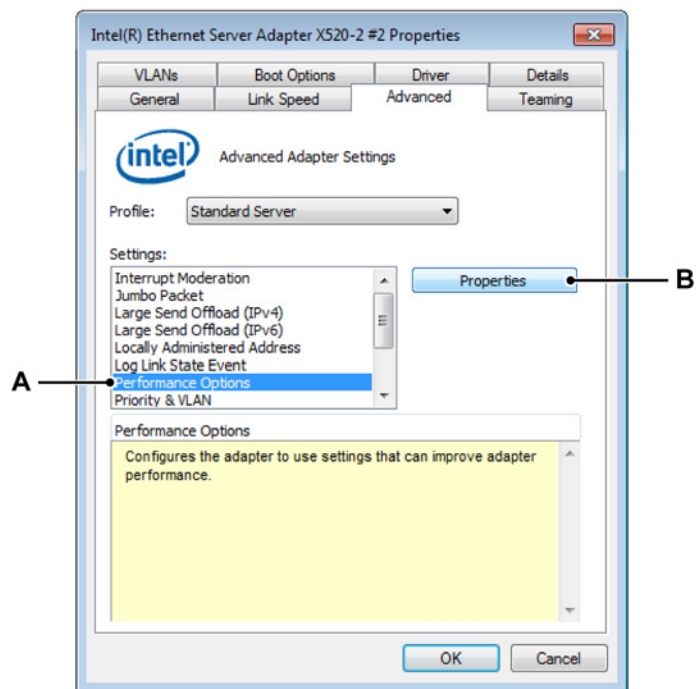 Intel(R) Ethernet Server Adapter X520-2 #2 Properties
VLANs Boot Options Driver Details
General Link Speed Advanced Teaming
intel Advanced Adapter Settings
Profile: Standard Server
Settings:
Interrupt Moderation
Properties
B
Jumbo Packet
Large Send Offload (IPv4)
Large Send Offload (IPv6)
Locally Administered Address
Log Link State Event
A
Performance Options
Priority & VLAN
Performance Options
Configures the adapter to use settings that can improve adapter
performance.
OK Cancel